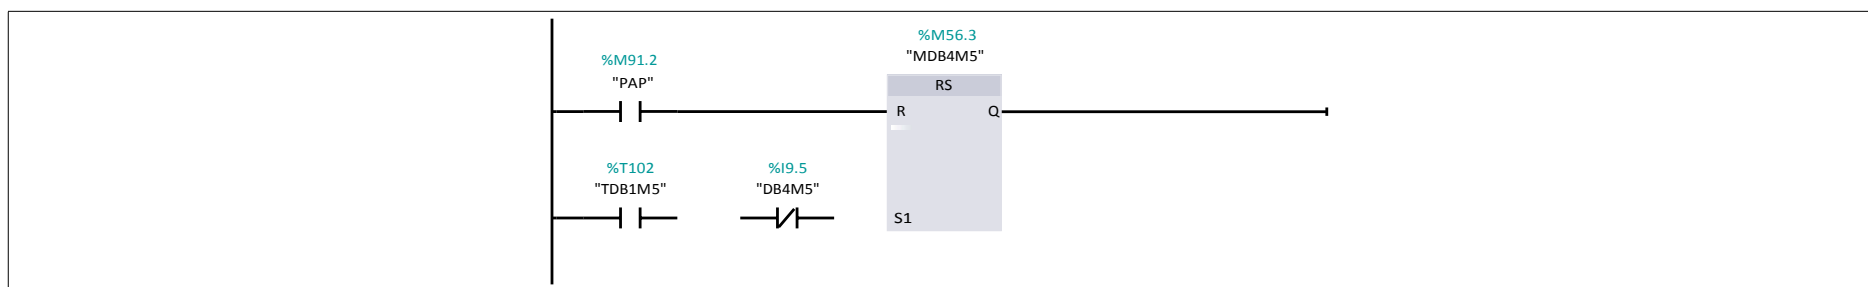 %M56.3
"MDB4M5"
%M91.2
"PAP"
RS
R
Q
%T102
"TDB1M5"
%I9.5
"DB4M5"
S1